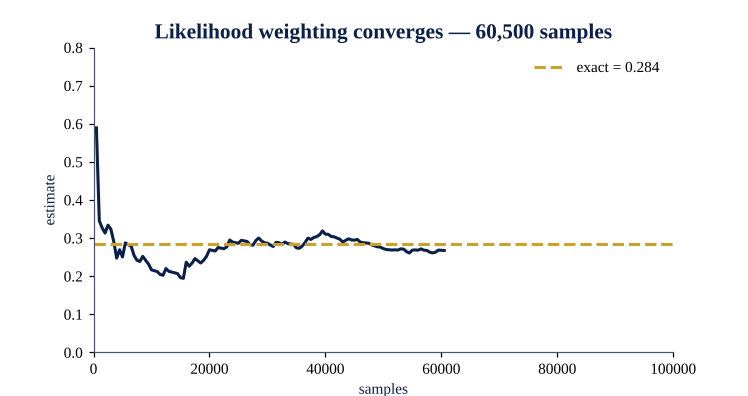 Likelihood weighting converges — 60,500 samples
exact = 0.284
estimate
0.8
0.7
0.6
0.5
0.4
0.3
0.2
0.1
0.0
0 20000 40000 60000 80000 100000
samples